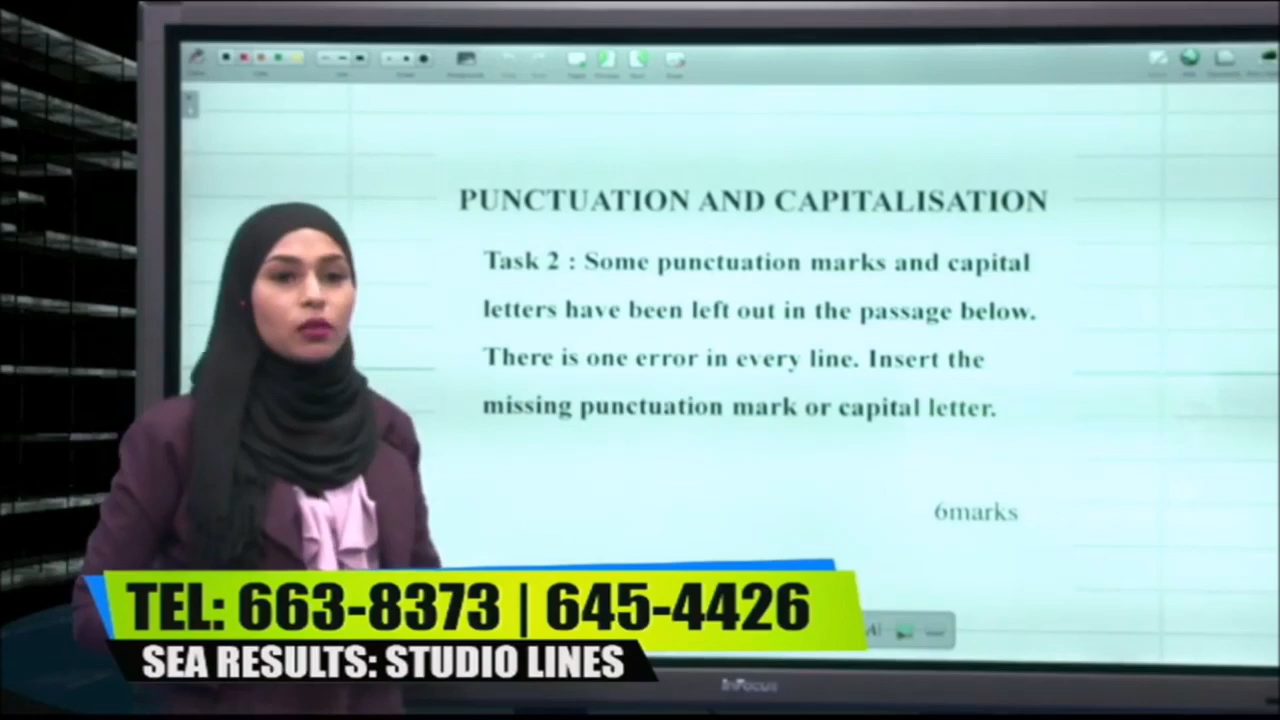 PUNCTUATION AND CAPITALISATION
Task 2 : Some punctuation marks and capital
letters have been left out in the passage below.
There is one error in every line. Insert the
missing punctuation mark or capital letter.
6marks
TEL: 663-8373 | 645-4426
SEA RESULTS: STUDIO LINES
InFocus